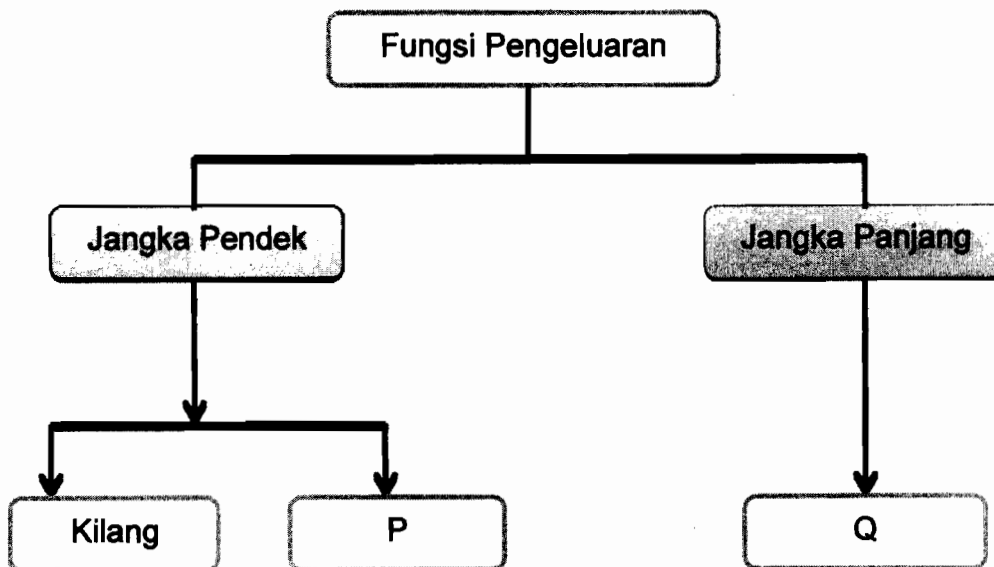 Fungsi Pengeluaran
Jangka Pendek
Jangka Panjang
Kilang
P
Q